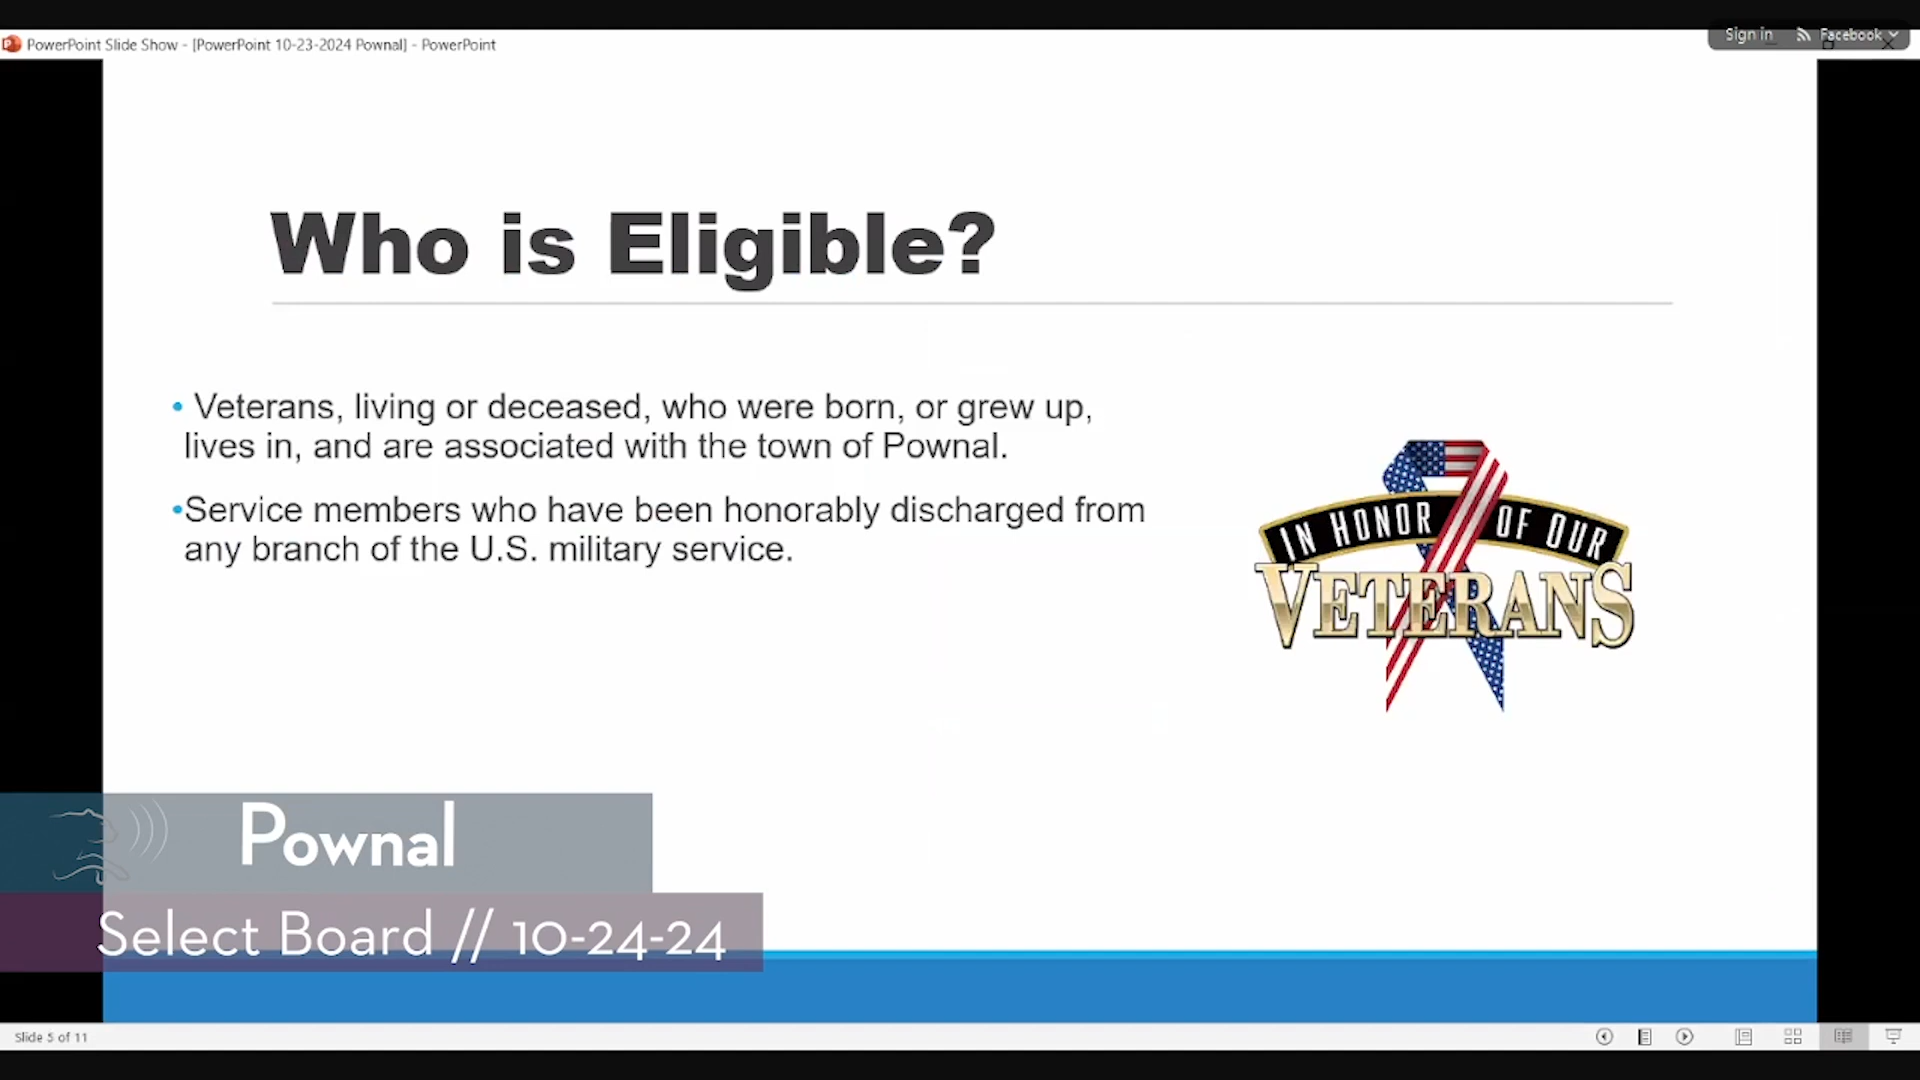 PowerPoint Slide Show - [PowerPoint 10-23-2024 Pownal] - PowerPoint
Sign in Facebook
Who is Eligible?
• Veterans, living or deceased, who were born, or grew up,
lives in, and are associated with the town of Pownal.
•Service members who have been honorably discharged from
any branch of the U.S. military service.
IN HONOR OF OUR
VETERANS
Pownal
Select Board // 10-24-24
Slide 5 of 11